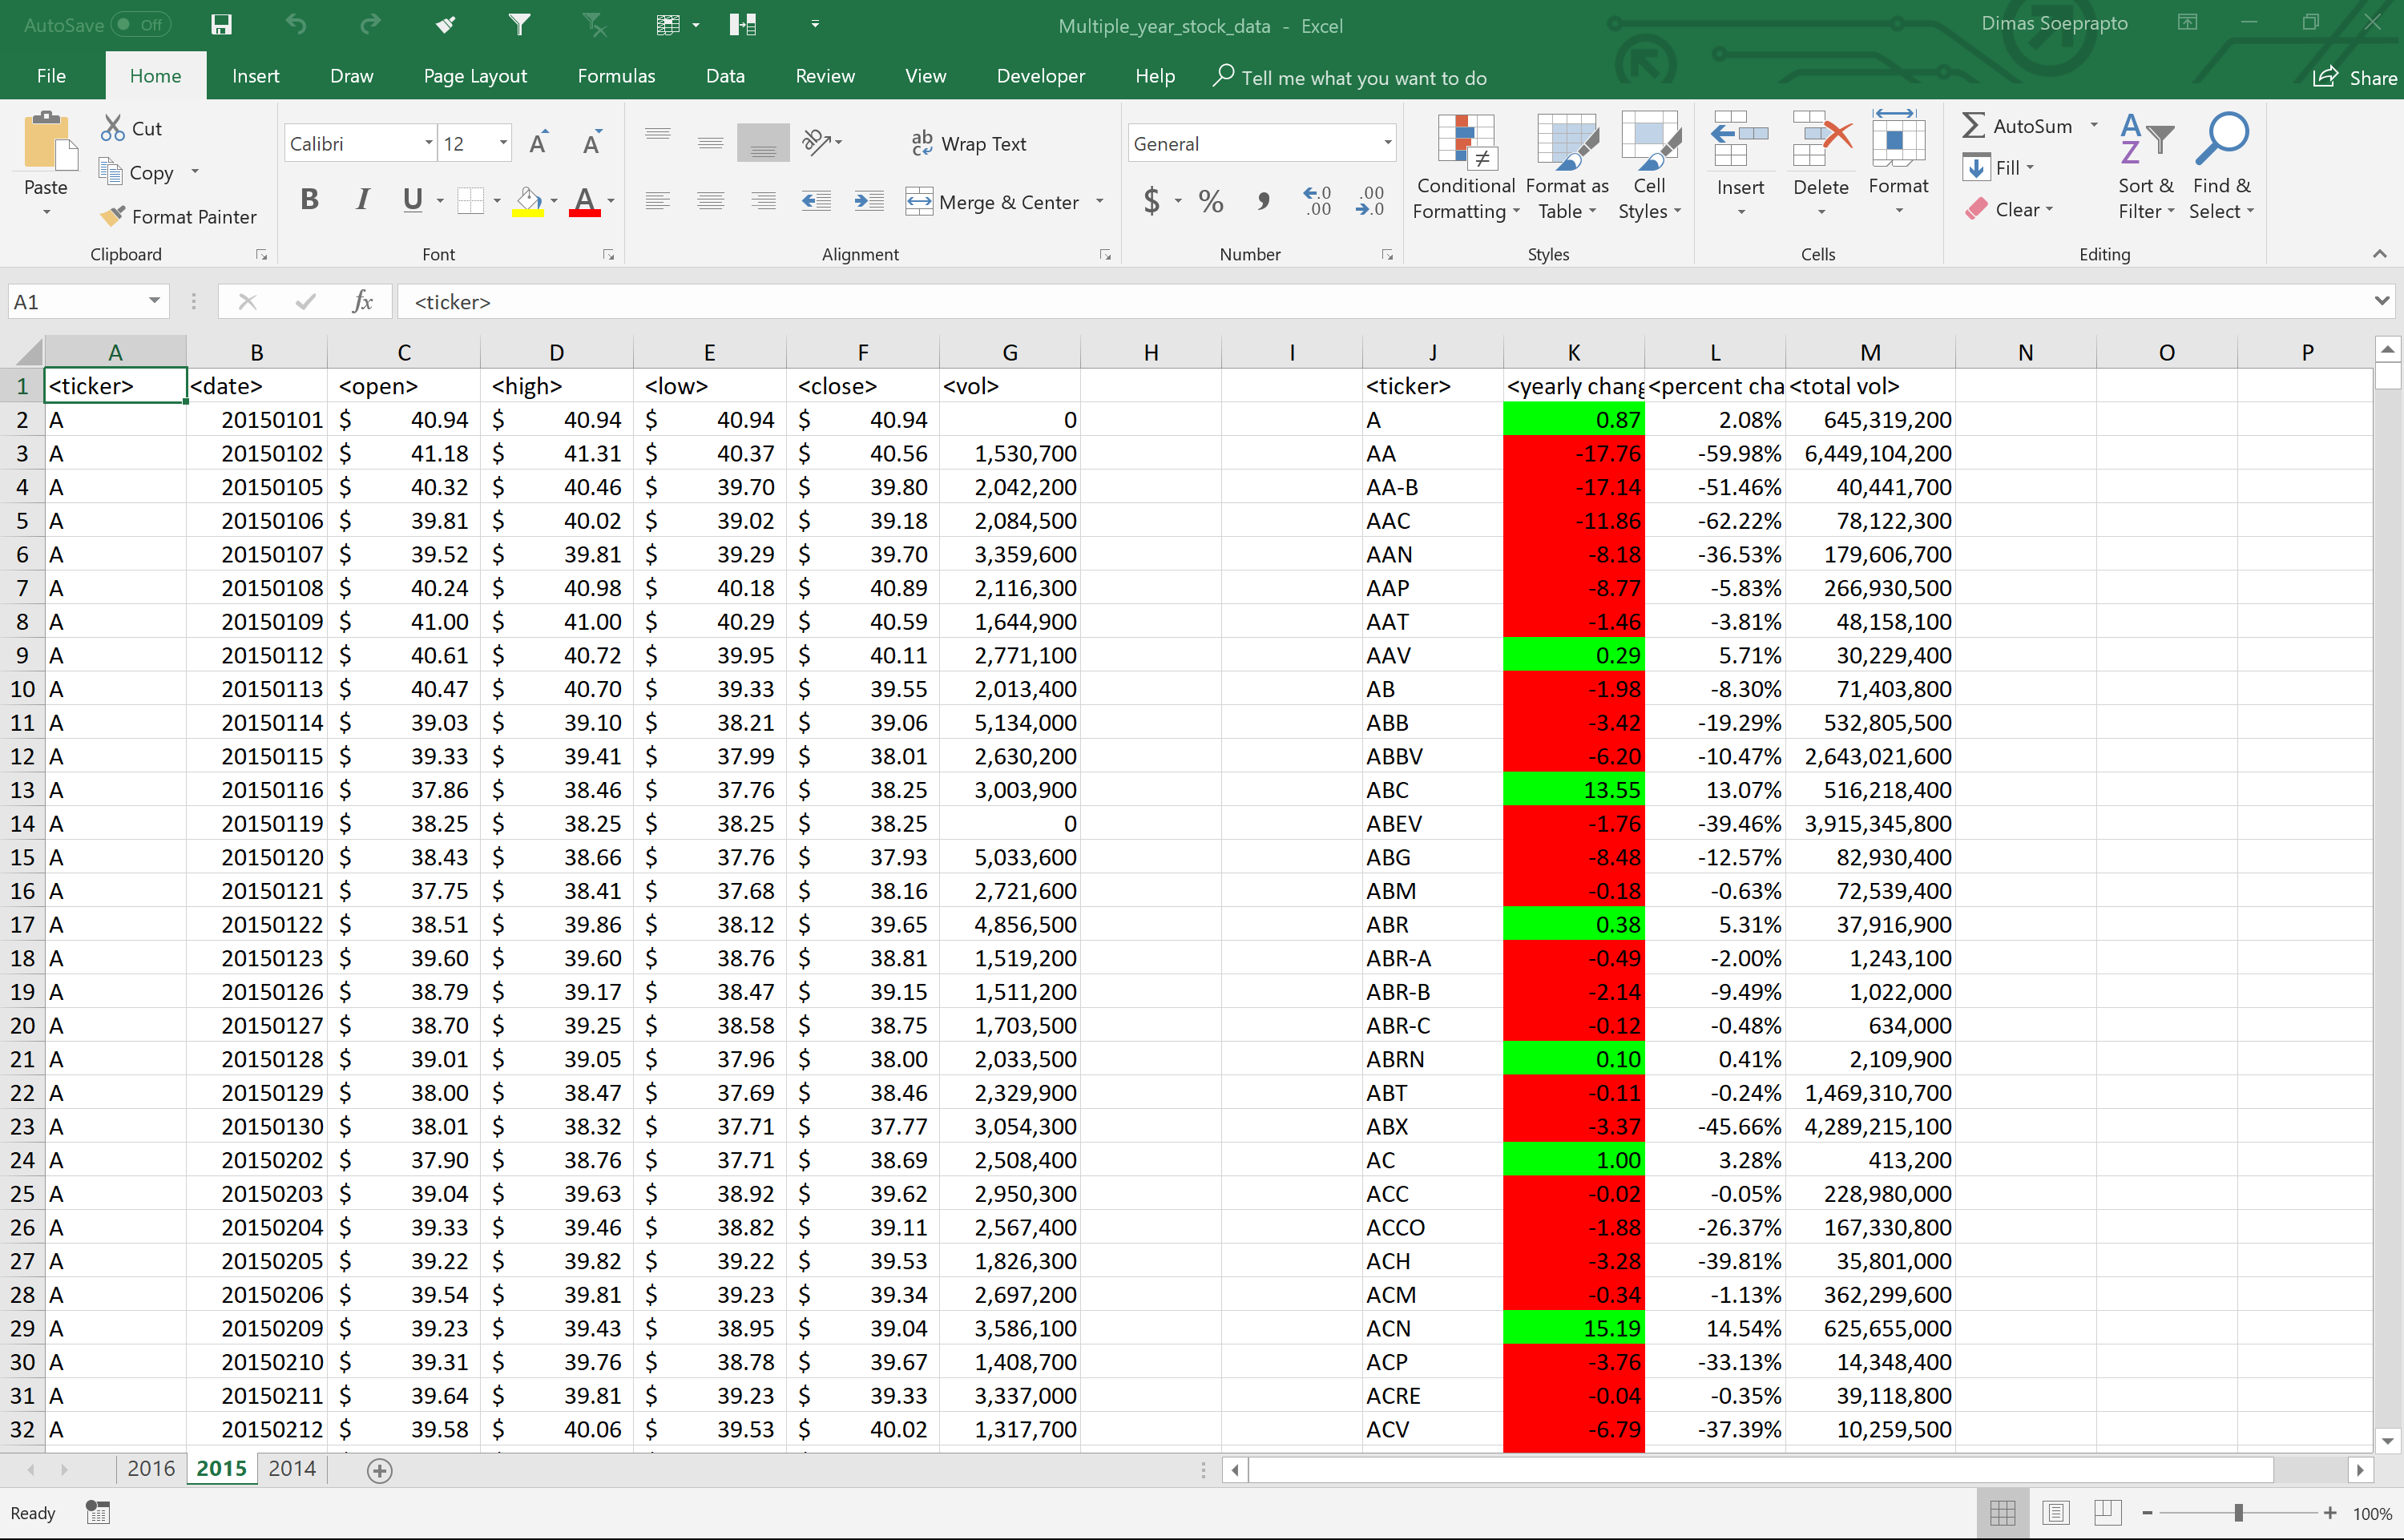 AutoSave Off Multiple_year_stock_data - Excel Dimas Soeprapto
File Home Insert Draw Page Layout Formulas Data Review View Developer Help Tell me what you want to do Share
Paste Cut Copy Format Painter Clipboard
Calibri 12 B I U A A A Font
ab Wrap Text Merge & Center Alignment
General $ % , .0 .00 .00 .0 Number
Conditional Formatting Format as Table Cell Styles Styles
Insert Delete Format Cells
AutoSum Fill Clear Sort & Filter Find & Select Editing
A1 fx <ticker>
A B C D E F G H I J K L M N O P
1 <ticker> <date> <open> <high> <low> <close> <vol> <ticker> <yearly chang <percent cha <total vol>
2 A 20150101 $ 40.94 $ 40.94 $ 40.94 $ 40.94 0 A 0.87 2.08% 645,319,200
3 A 20150102 $ 41.18 $ 41.31 $ 40.37 $ 40.56 1,530,700 AA -17.76 -59.98% 6,449,104,200
4 A 20150105 $ 40.32 $ 40.46 $ 39.70 $ 39.80 2,042,200 AA-B -17.14 -51.46% 40,441,700
5 A 20150106 $ 39.81 $ 40.02 $ 39.02 $ 39.18 2,084,500 AAC -11.86 -62.22% 78,122,300
6 A 20150107 $ 39.52 $ 39.81 $ 39.29 $ 39.70 3,359,600 AAN -8.18 -36.53% 179,606,700
7 A 20150108 $ 40.24 $ 40.98 $ 40.18 $ 40.89 2,116,300 AAP -8.77 -5.83% 266,930,500
8 A 20150109 $ 41.00 $ 41.00 $ 40.29 $ 40.59 1,644,900 AAT -1.46 -3.81% 48,158,100
9 A 20150112 $ 40.61 $ 40.72 $ 39.95 $ 40.11 2,771,100 AAV 0.29 5.71% 30,229,400
10 A 20150113 $ 40.47 $ 40.70 $ 39.33 $ 39.55 2,013,400 AB -1.98 -8.30% 71,403,800
11 A 20150114 $ 39.03 $ 39.10 $ 38.21 $ 39.06 5,134,000 ABB -3.42 -19.29% 532,805,500
12 A 20150115 $ 39.33 $ 39.41 $ 37.99 $ 38.01 2,630,200 ABBV -6.20 -10.47% 2,643,021,600
13 A 20150116 $ 37.86 $ 38.46 $ 37.76 $ 38.25 3,003,900 ABC 13.55 13.07% 516,218,400
14 A 20150119 $ 38.25 $ 38.25 $ 38.25 $ 38.25 0 ABEV -1.76 -39.46% 3,915,345,800
15 A 20150120 $ 38.43 $ 38.66 $ 37.76 $ 37.93 5,033,600 ABG -8.48 -12.57% 82,930,400
16 A 20150121 $ 37.75 $ 38.41 $ 37.68 $ 38.16 2,721,600 ABM -0.18 -0.63% 72,539,400
17 A 20150122 $ 38.51 $ 39.86 $ 38.12 $ 39.65 4,856,500 ABR 0.38 5.31% 37,916,900
18 A 20150123 $ 39.60 $ 39.60 $ 38.76 $ 38.81 1,519,200 ABR-A -0.49 -2.00% 1,243,100
19 A 20150126 $ 38.79 $ 39.17 $ 38.47 $ 39.15 1,511,200 ABR-B -2.14 -9.49% 1,022,000
20 A 20150127 $ 38.70 $ 39.25 $ 38.58 $ 38.75 1,703,500 ABR-C -0.12 -0.48% 634,000
21 A 20150128 $ 39.01 $ 39.05 $ 37.96 $ 38.00 2,033,500 ABRN 0.10 0.41% 2,109,900
22 A 20150129 $ 38.00 $ 38.47 $ 37.69 $ 38.46 2,329,900 ABT -0.11 -0.24% 1,469,310,700
23 A 20150130 $ 38.01 $ 38.32 $ 37.71 $ 37.77 3,054,300 ABX -3.37 -45.66% 4,289,215,100
24 A 20150202 $ 37.90 $ 38.76 $ 37.71 $ 38.69 2,508,400 AC 1.00 3.28% 413,200
25 A 20150203 $ 39.04 $ 39.63 $ 38.92 $ 39.62 2,950,300 ACC -0.02 -0.05% 228,980,000
26 A 20150204 $ 39.33 $ 39.46 $ 38.82 $ 39.11 2,567,400 ACCO -1.88 -26.37% 167,330,800
27 A 20150205 $ 39.22 $ 39.82 $ 39.22 $ 39.53 1,826,300 ACH -3.28 -39.81% 35,801,000
28 A 20150206 $ 39.54 $ 39.81 $ 39.23 $ 39.34 2,697,200 ACM -0.34 -1.13% 362,299,600
29 A 20150209 $ 39.23 $ 39.43 $ 38.95 $ 39.04 3,586,100 ACN 15.19 14.54% 625,655,000
30 A 20150210 $ 39.31 $ 39.76 $ 38.78 $ 39.67 1,408,700 ACP -3.76 -33.13% 14,348,400
31 A 20150211 $ 39.64 $ 39.81 $ 39.23 $ 39.33 3,337,000 ACRE -0.04 -0.35% 39,118,800
32 A 20150212 $ 39.58 $ 40.06 $ 39.53 $ 40.02 1,317,700 ACV -6.79 -37.39% 10,259,500
2016 2015 2014
Ready 100%